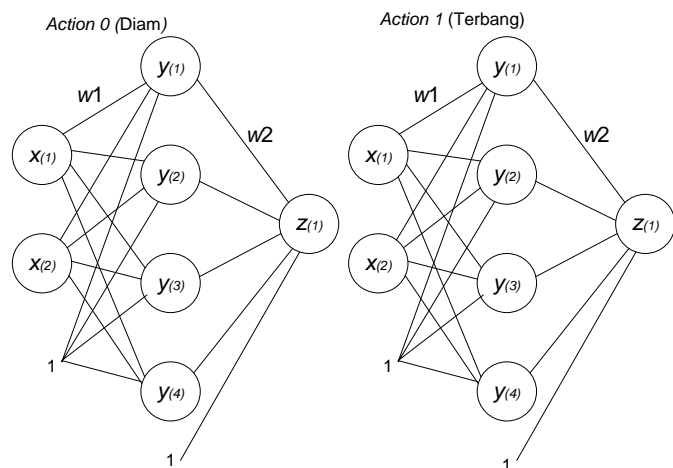 Action 0 (Diam)
y(1)
w1
w2
x(1)
y(2)
z(1)
x(2)
y(3)
1
y(4)
1
Action 1 (Terbang)
y(1)
w1
w2
x(1)
y(2)
z(1)
x(2)
y(3)
1
y(4)
1